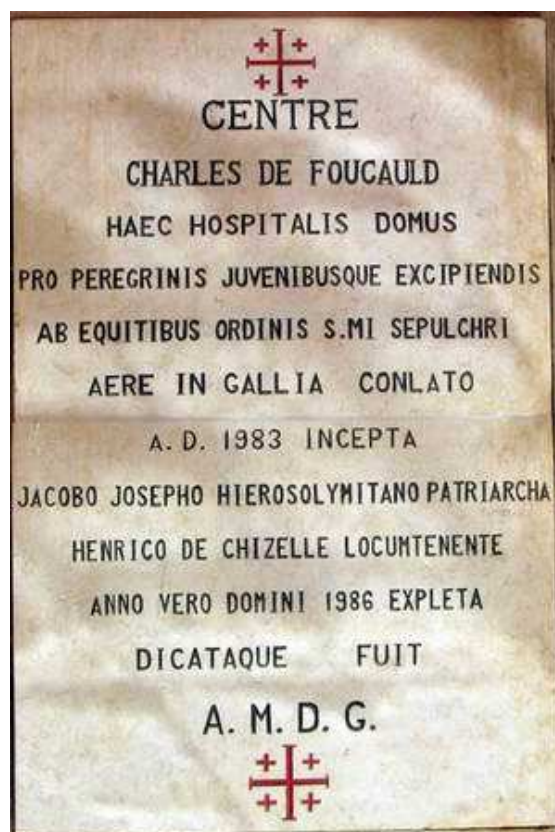 CENTRE
CHARLES DE FOUCAULD
HAEC HOSPITALIS DOMUS
PRO PEREGRINIS JUVENIBUSQUE EXCIPIENDIS
AB EQUITIBUS ORDINIS S.MI SEPULCHRI
AERE IN GALLIA CONLATO
A. D. 1983 INCEPTA
JACOBO JOSEPHO HIEROSOLYMITANO PATRIARCHA
HENRICO DE CHIZELLE LOCUMTENENTE
ANNO VERO DOMINI 1986 EXPLETA
DICATAQUE FUIT
A. M. D. G.